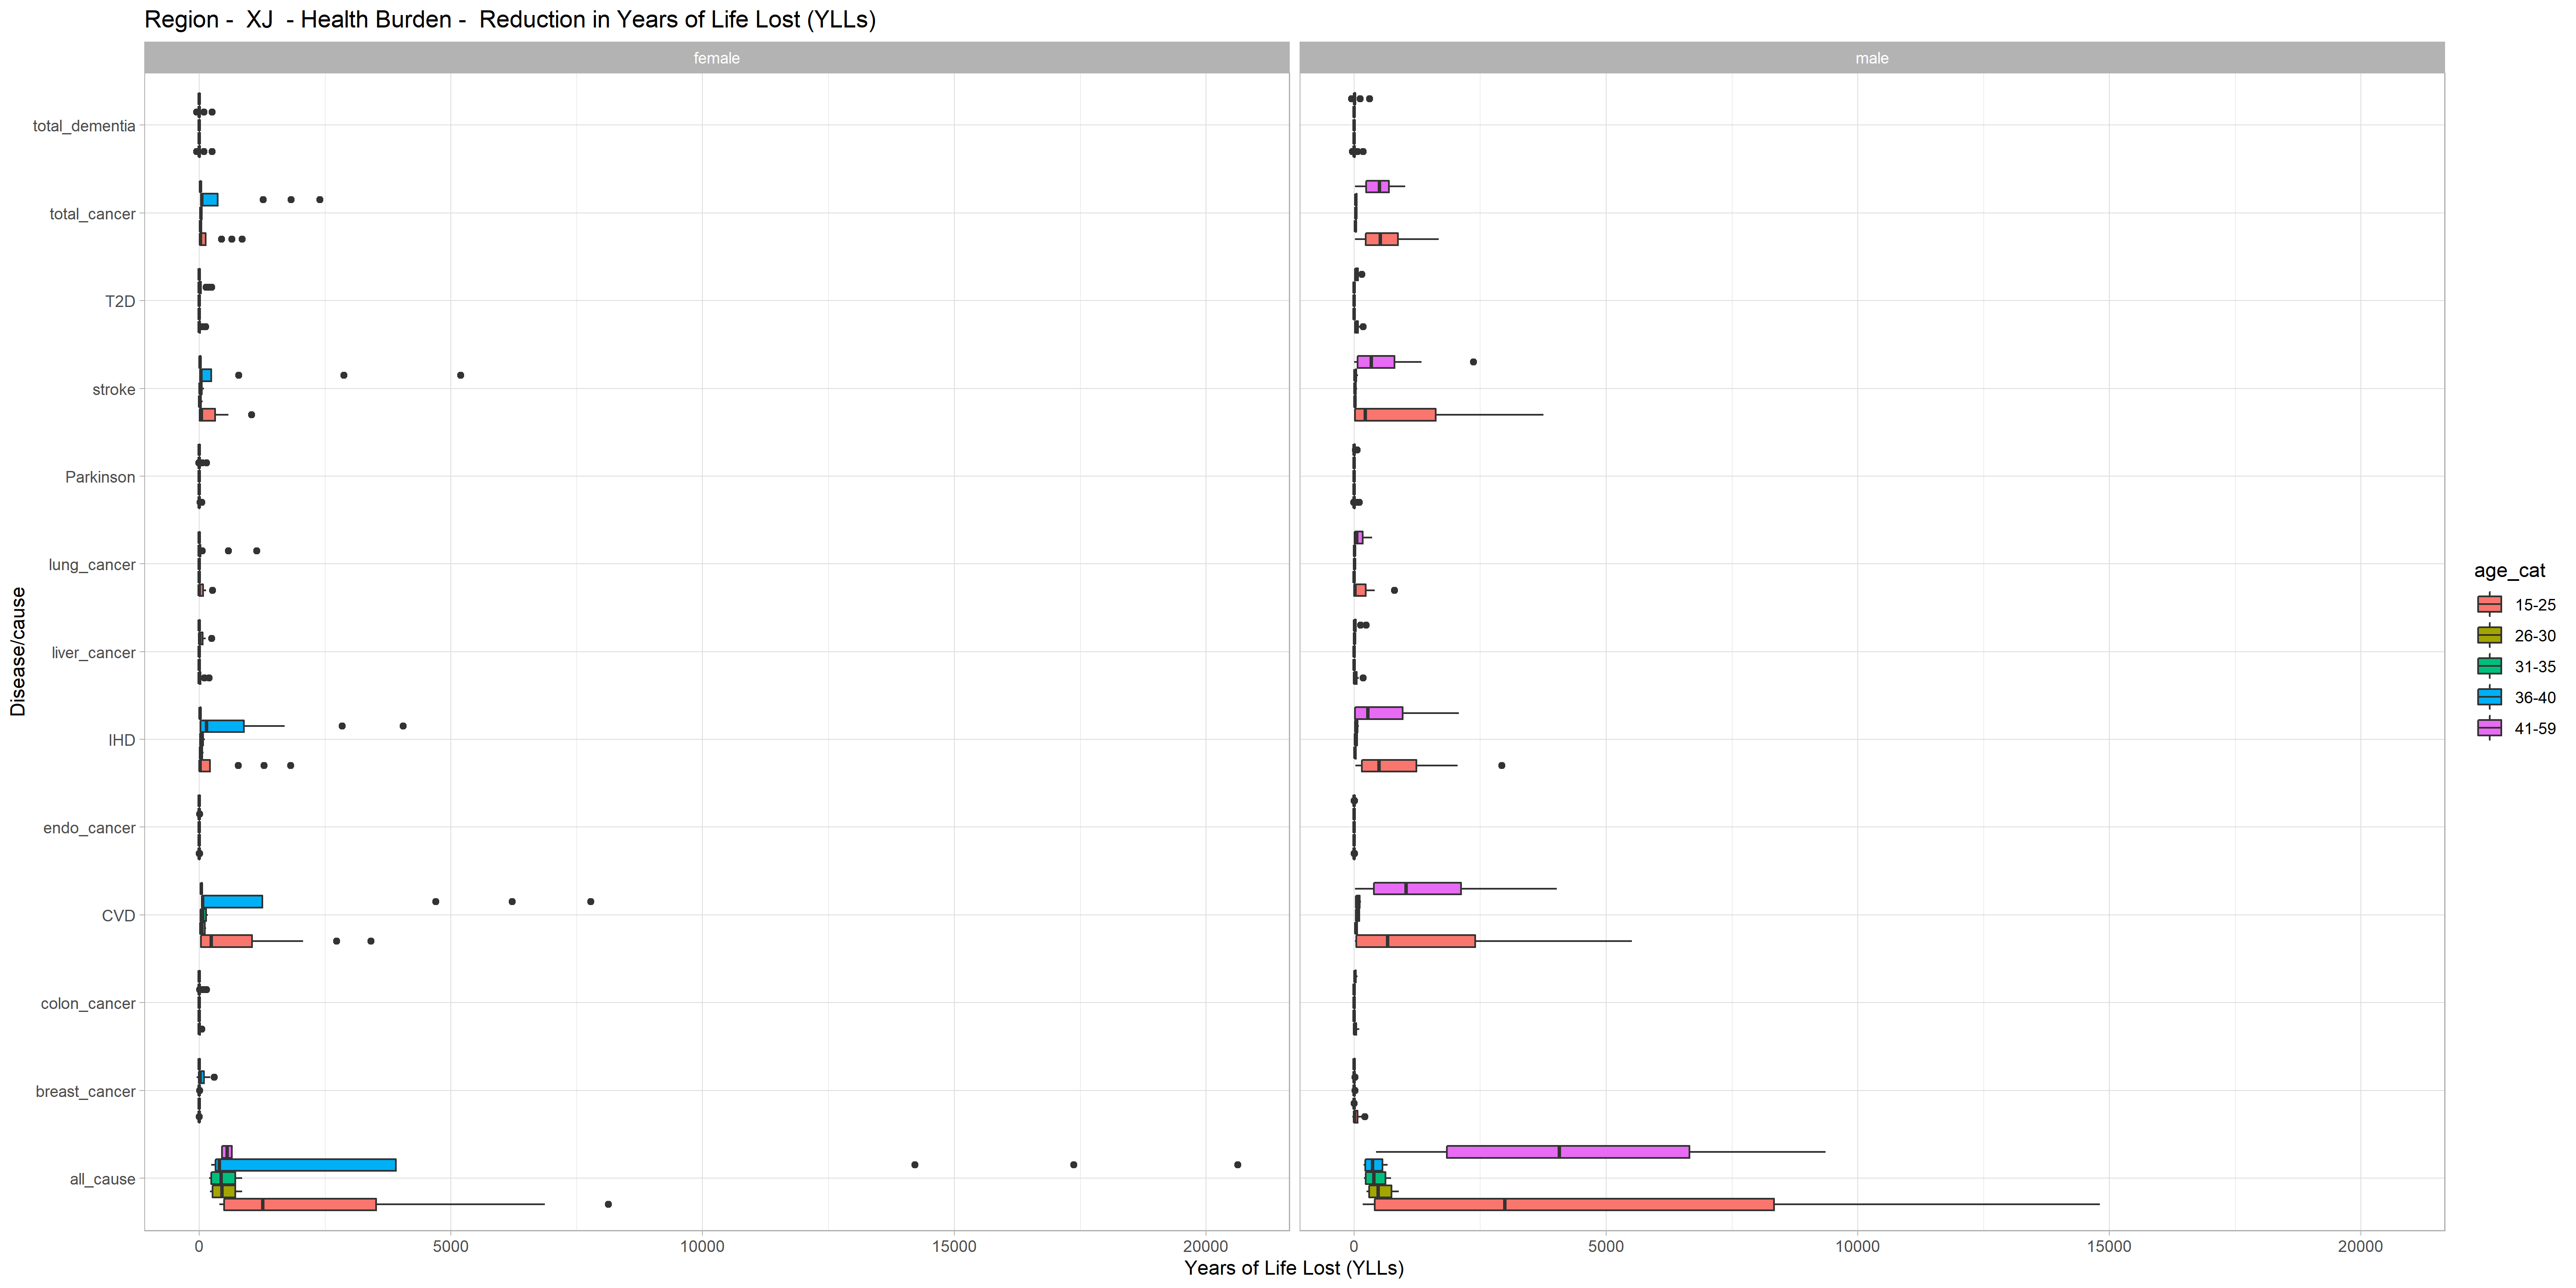 Region -  XJ  - Health Burden -  Reduction in Years of Life Lost (YLLs)
female
male
Disease/cause
total_dementia
total_cancer
T2D
stroke
Parkinson
lung_cancer
liver_cancer
IHD
endo_cancer
CVD
colon_cancer
breast_cancer
all_cause
0 5000 10000 15000 20000
0 5000 10000 15000 20000
Years of Life Lost (YLLs)
age_cat
15-25
26-30
31-35
36-40
41-59